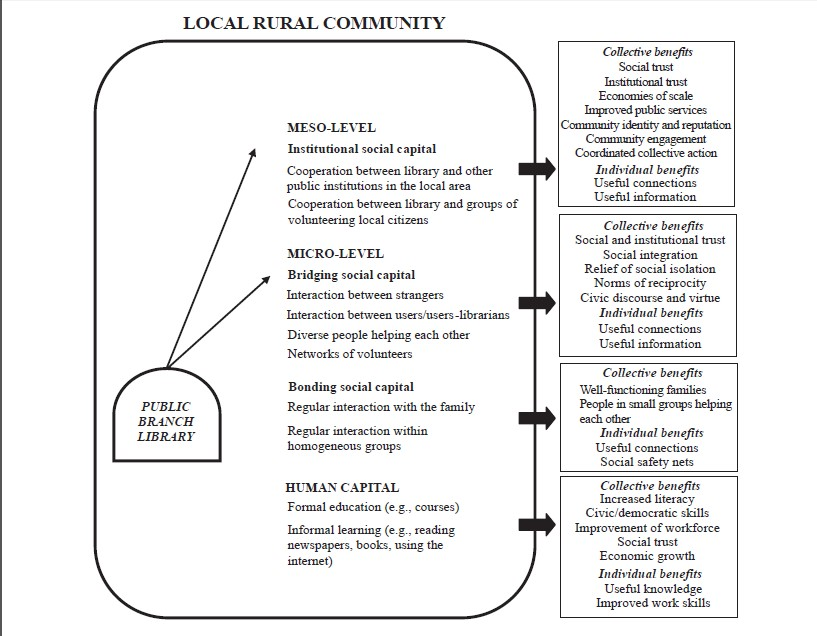 LOCAL RURAL COMMUNITY
MESO-LEVEL
Institutional social capital
Cooperation between library and other
public institutions in the local area
Cooperation between library and groups of
volunteering local citizens
MICRO-LEVEL
Bridging social capital
Interaction between strangers
Interaction between users/users-librarians
Diverse people helping each other
Networks of volunteers
Bonding social capital
Regular interaction with the family
Regular interaction within
homogeneous groups
HUMAN CAPITAL
Formal education (e.g., courses)
Informal learning (e.g., reading
newspapers, books, using the
internet)
PUBLIC
BRANCH
LIBRARY
Collective benefits
Social trust
Institutional trust
Economies of scale
Improved public services
Community identity and reputation
Community engagement
Coordinated collective action
Individual benefits
Useful connections
Useful information
Collective benefits
Social and institutional trust
Social integration
Relief of social isolation
Norms of reciprocity
Civic discourse and virtue
Individual benefits
Useful connections
Useful information
Collective benefits
Well-functioning families
People in small groups helping
each other
Individual benefits
Useful connections
Social safety nets
Collective benefits
Increased literacy
Civic/democratic skills
Improvement of workforce
Social trust
Economic growth
Individual benefits
Useful knowledge
Improved work skills